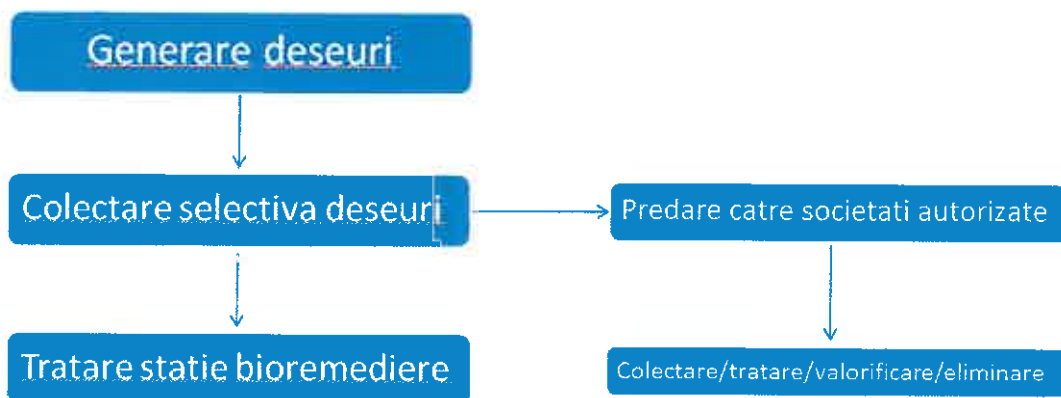 Generare deseuri
Colectare selectiva deseuri
Predare catre societati autorizate
Tratare statie bioremediere
Colectare/tratare/valorificare/eliminare